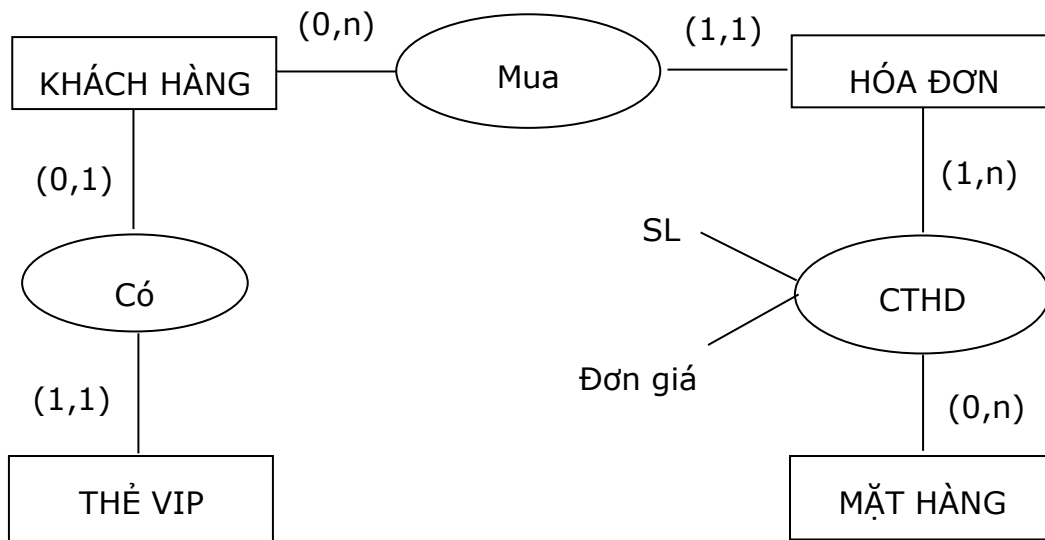 (0,n)
(1,1)
KHÁCH HÀNG
Mua
HÓA ĐƠN
(0,1)
(1,n)
SL
Có
CTHD
Đơn giá
(1,1)
(0,n)
THẺ VIP
MẶT HÀNG